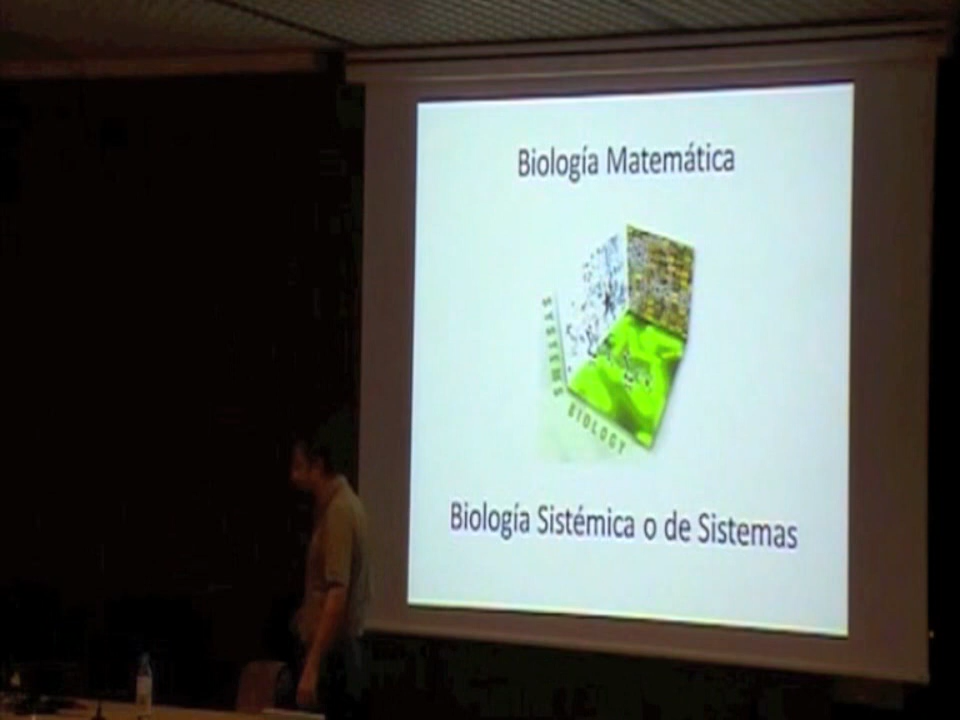 Biología Matemática
SYSTEMS
BIOLOGY
Biología Sistémica o de Sistemas